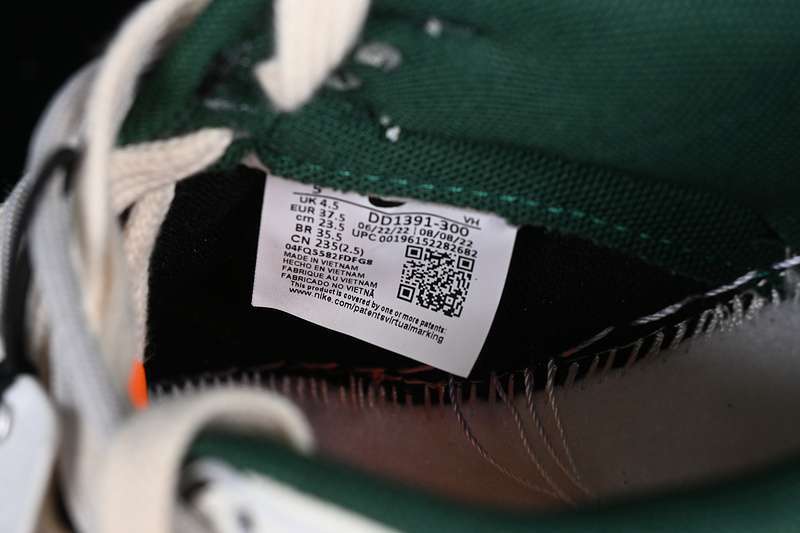 5
UK 4.5
EUR 37.5
cm 23.5
BR 35.5
CN 235(2.5)
VH
DD1391-300
06/22/22 | 08/08/22
UPC 00196152282682
04FQSS82FDFG8
MADE IN VIETNAM
HECHO EN VIETNAM
FABRIQUE AU VIETNAM
FABRICADO NO VIETNÃ
This product is covered by one or more patents:
www.nike.com/patentsvirtualmarking